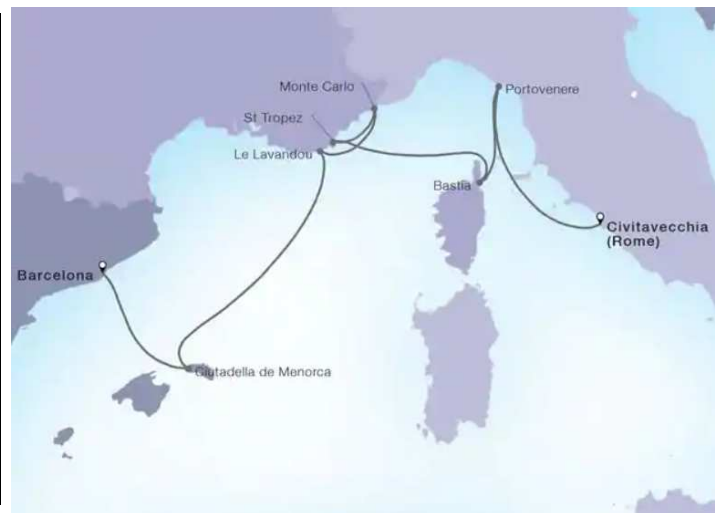 Monte Carlo
Portovenere
St Tropez
Le Lavandou
Bastia
Civitavecchia
(Rome)
Barcelona
Ciutadella de Menorca